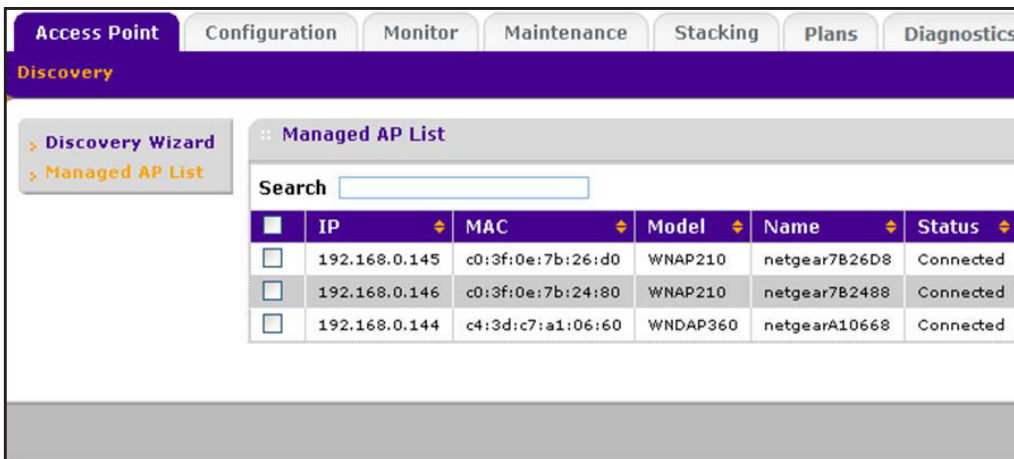 Access Point Configuration Monitor Maintenance Stacking Plans Diagnostics
Discovery
Discovery Wizard
Managed AP List
Managed AP List
Search
IP MAC Model Name Status
192.168.0.145 c0:3f:0e:7b:26:d0 WNAP210 netgear7B26D8 Connected
192.168.0.146 c0:3f:0e:7b:24:80 WNAP210 netgear7B2488 Connected
192.168.0.144 c4:3d:c7:a1:06:60 WNDAP360 netgearA10668 Connected